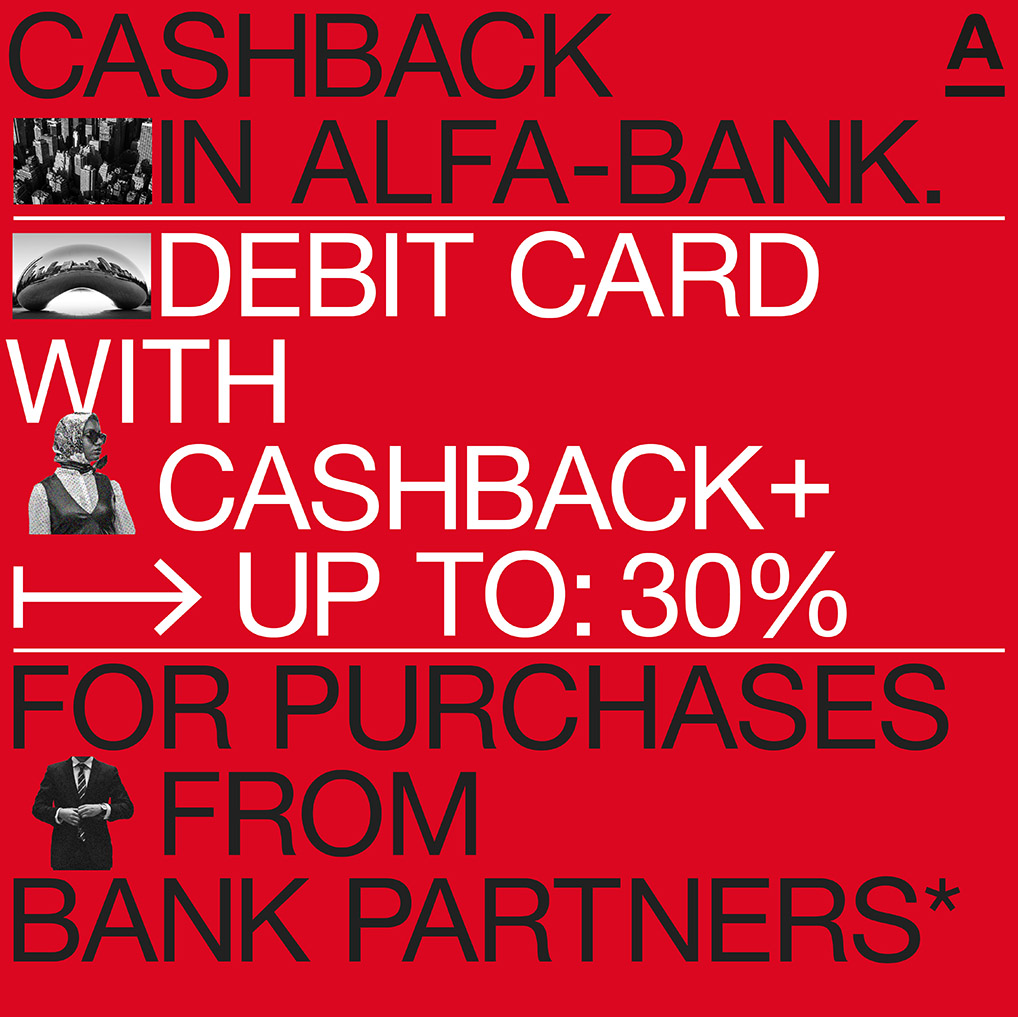 CASHBACK
A
IN ALFA-BANK.
DEBIT CARD
WITH
CASHBACK+
UP TO: 30%
FOR PURCHASES
FROM
BANK PARTNERS*